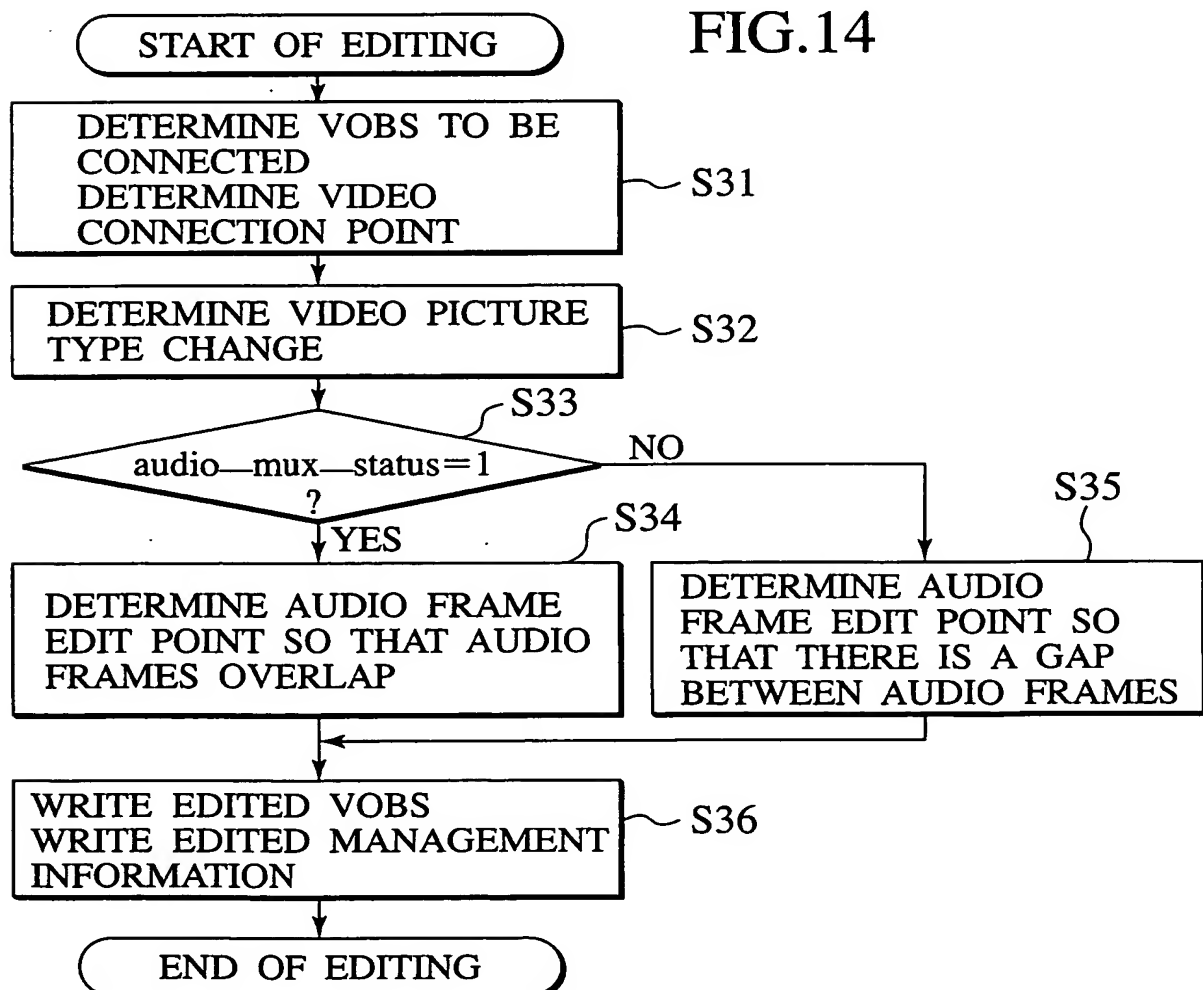 FIG.14
START OF EDITING
DETERMINE VOBS TO BE
CONNECTED
DETERMINE VIDEO
CONNECTION POINT
S31
DETERMINE VIDEO PICTURE
TYPE CHANGE
S32
S33
audio—mux—status=1
?
NO
YES
S34
DETERMINE AUDIO FRAME
EDIT POINT SO THAT AUDIO
FRAMES OVERLAP
S35
DETERMINE AUDIO
FRAME EDIT POINT SO
THAT THERE IS A GAP
BETWEEN AUDIO FRAMES
WRITE EDITED VOBS
WRITE EDITED MANAGEMENT
INFORMATION
S36
END OF EDITING